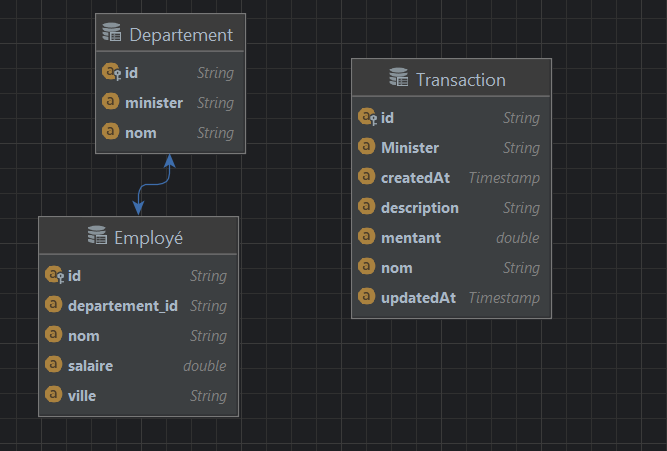 Departement
id String
minister String
nom String
Employé
id String
departement_id String
nom String
salaire double
ville String
Transaction
id String
Minister String
createdAt Timestamp
description String
mentant double
nom String
updatedAt Timestamp